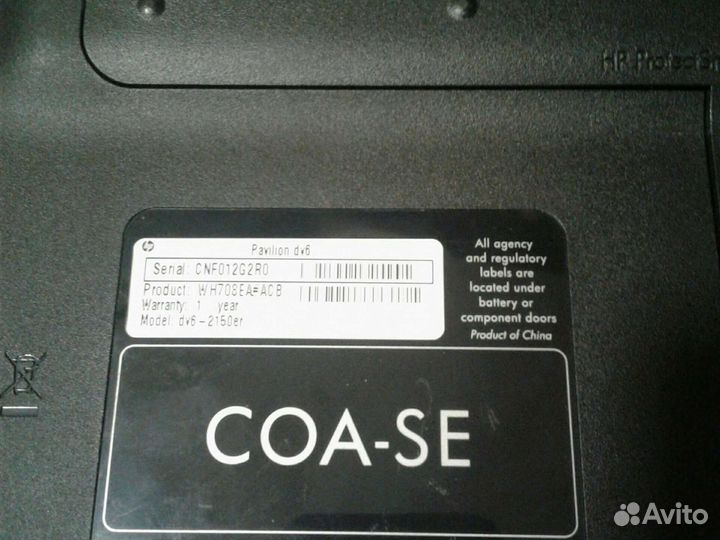 HP ProtectSm
hp
Pavilion dv6
Serial: CNF012G2R0
Product: WH708EA#ACB
Warranty: 1 year
Model: dv6-2150er
All agency
and regulatory
labels are
located under
battery or
component doors
Product of China
COA-SE
Avito